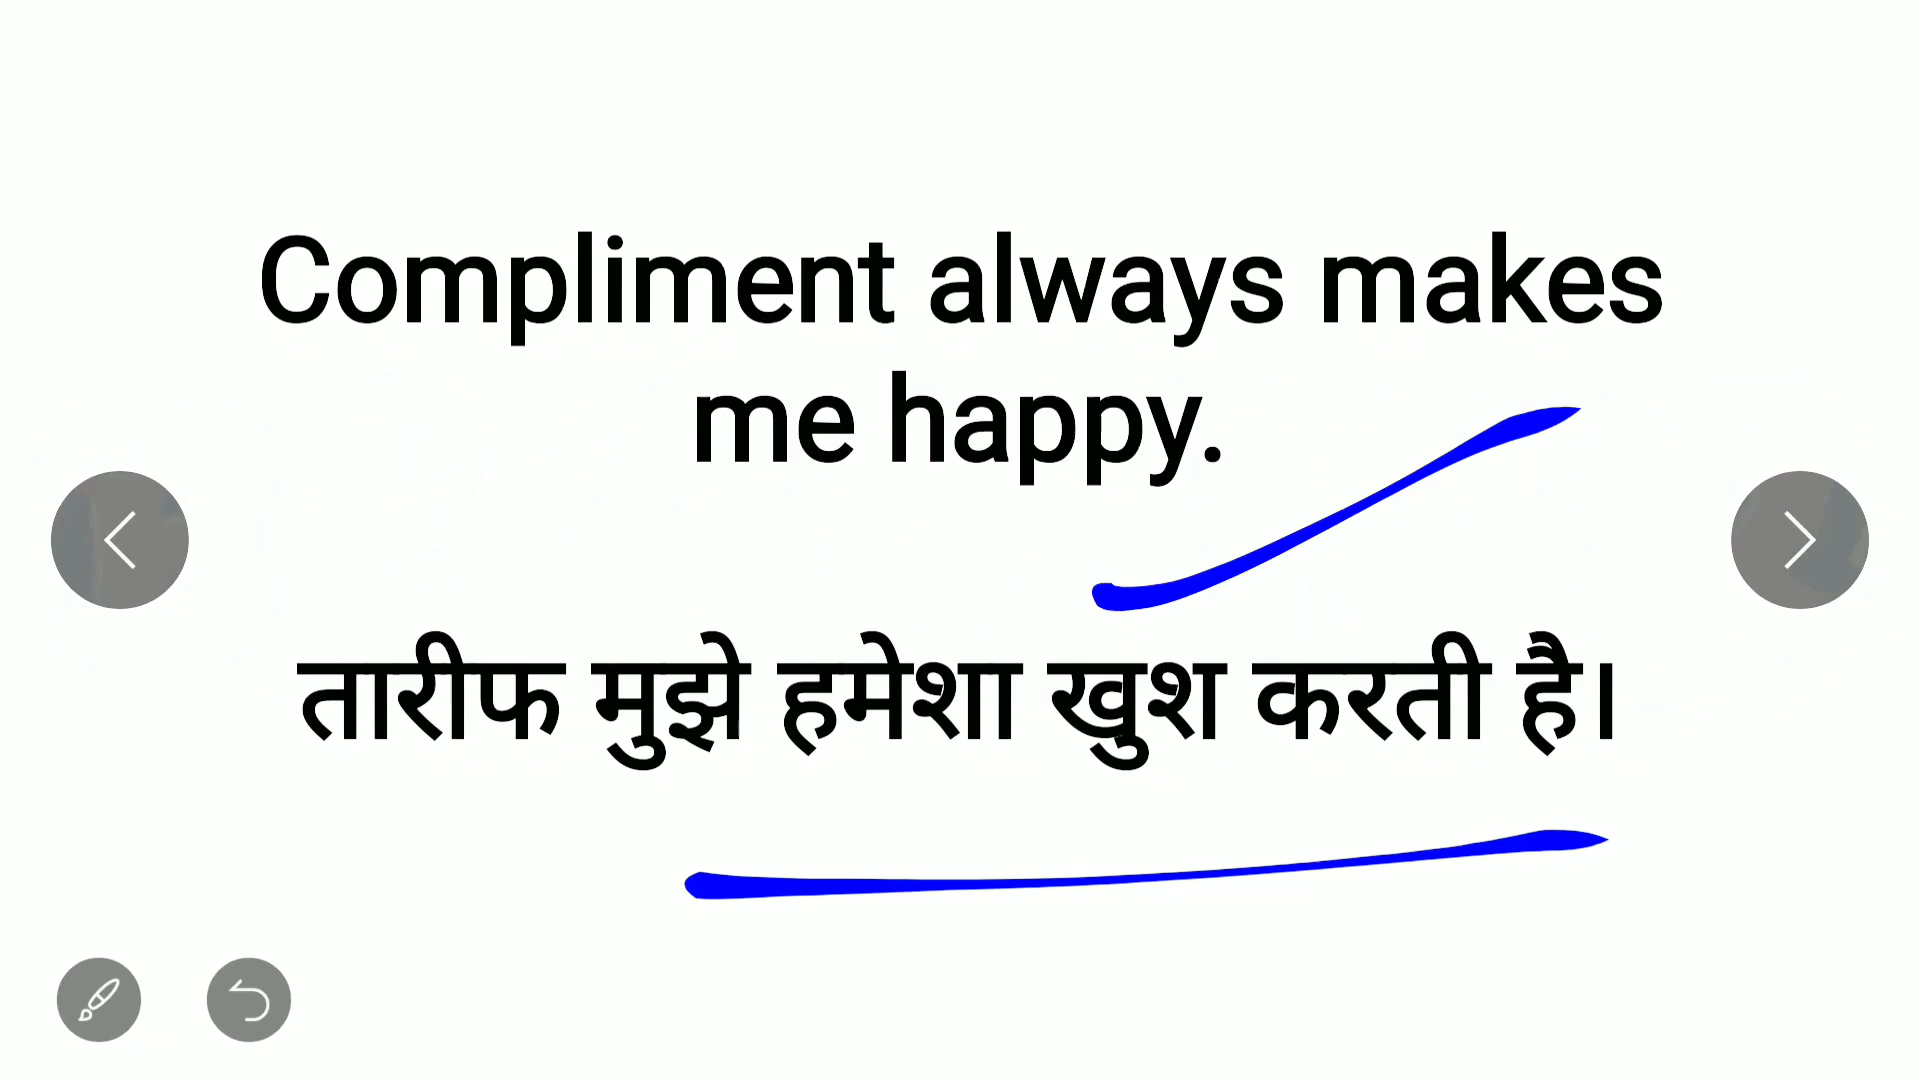 Compliment always makes
me happy.
तारीफ मुझे हमेशा खुश करती है।